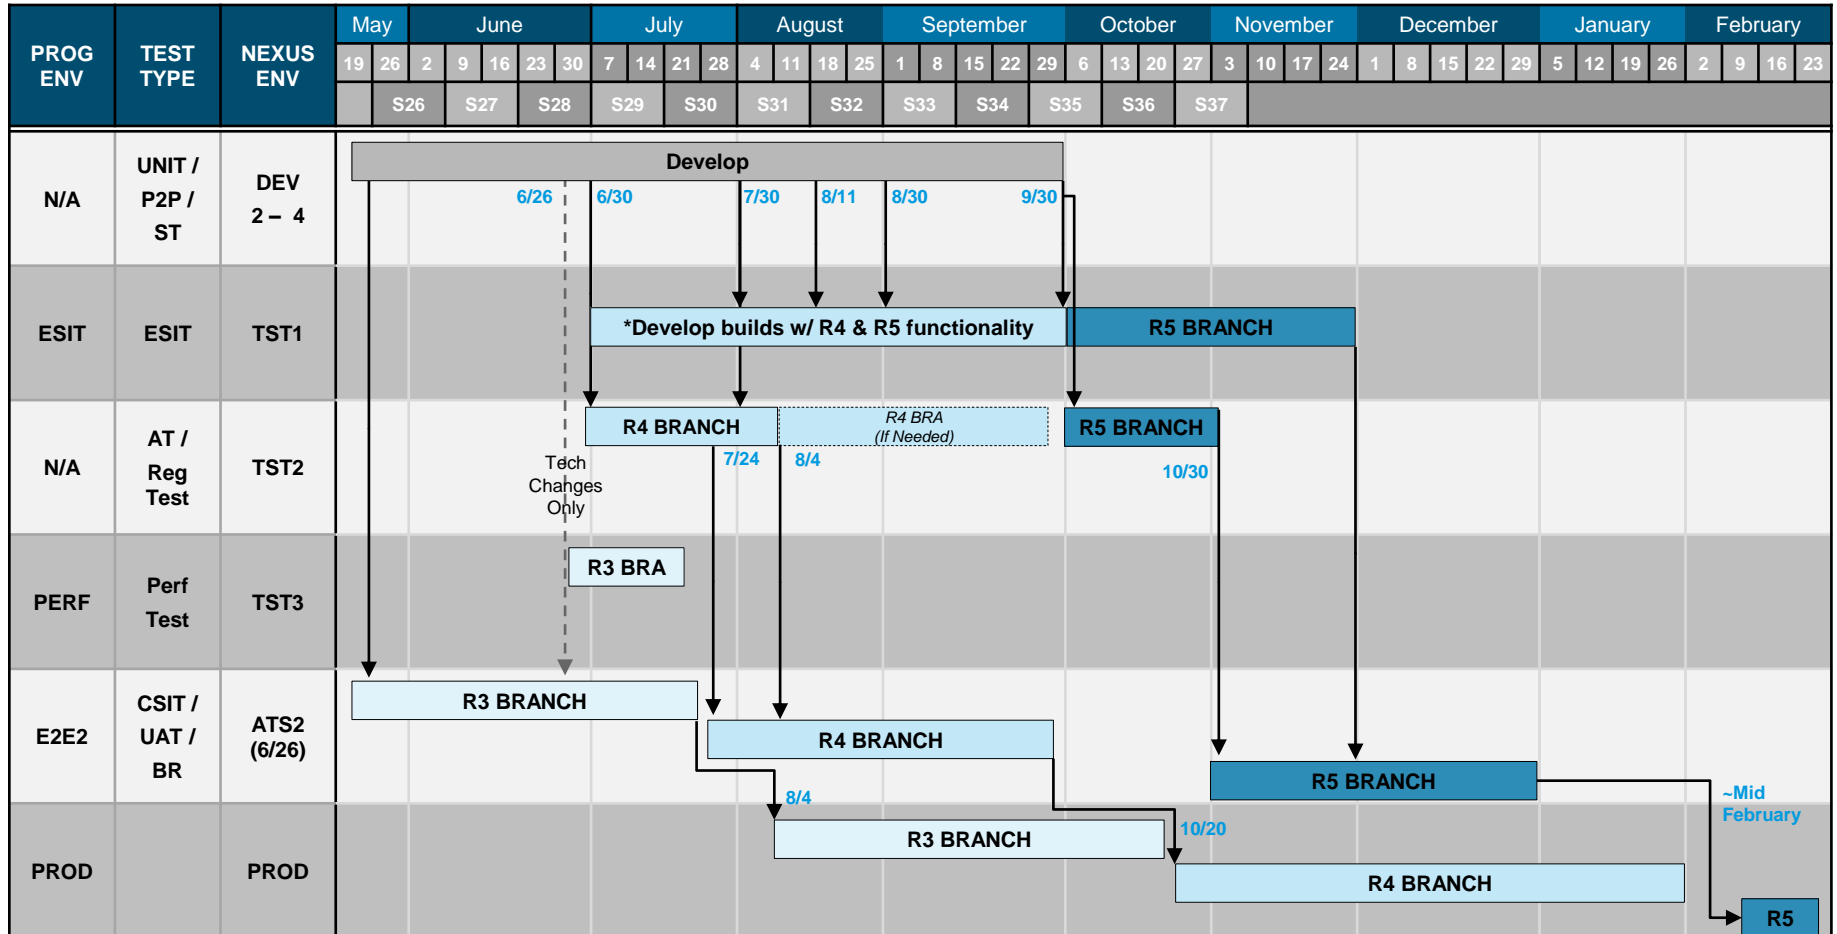 May June July August September October November December January February
PROG ENV TEST TYPE NEXUS ENV
19 26 2 9 16 23 30 7 14 21 28 4 11 18 25 1 8 15 22 29 6 13 20 27 3 10 17 24 1 8 15 22 29 5 12 19 26 2 9 16 23
S26 S27 S28 S29 S30 S31 S32 S33 S34 S35 S36 S37
N/A
UNIT /
P2P /
ST
DEV
2 – 4
Develop
6/26 6/30 7/30 8/11 8/30 9/30
ESIT ESIT TST1
*Develop builds w/ R4 & R5 functionality R5 BRANCH
N/A
AT /
Reg
Test
TST2
R4 BRANCH
R4 BRA
(If Needed)
R5 BRANCH
7/24 8/4 10/30
Tech
Changes
Only
PERF
Perf
Test
TST3
R3 BRA
E2E2
CSIT /
UAT /
BR
ATS2
(6/26)
R3 BRANCH
R4 BRANCH
R5 BRANCH
8/4
~Mid
February
PROD PROD
R3 BRANCH
10/20
R4 BRANCH
R5